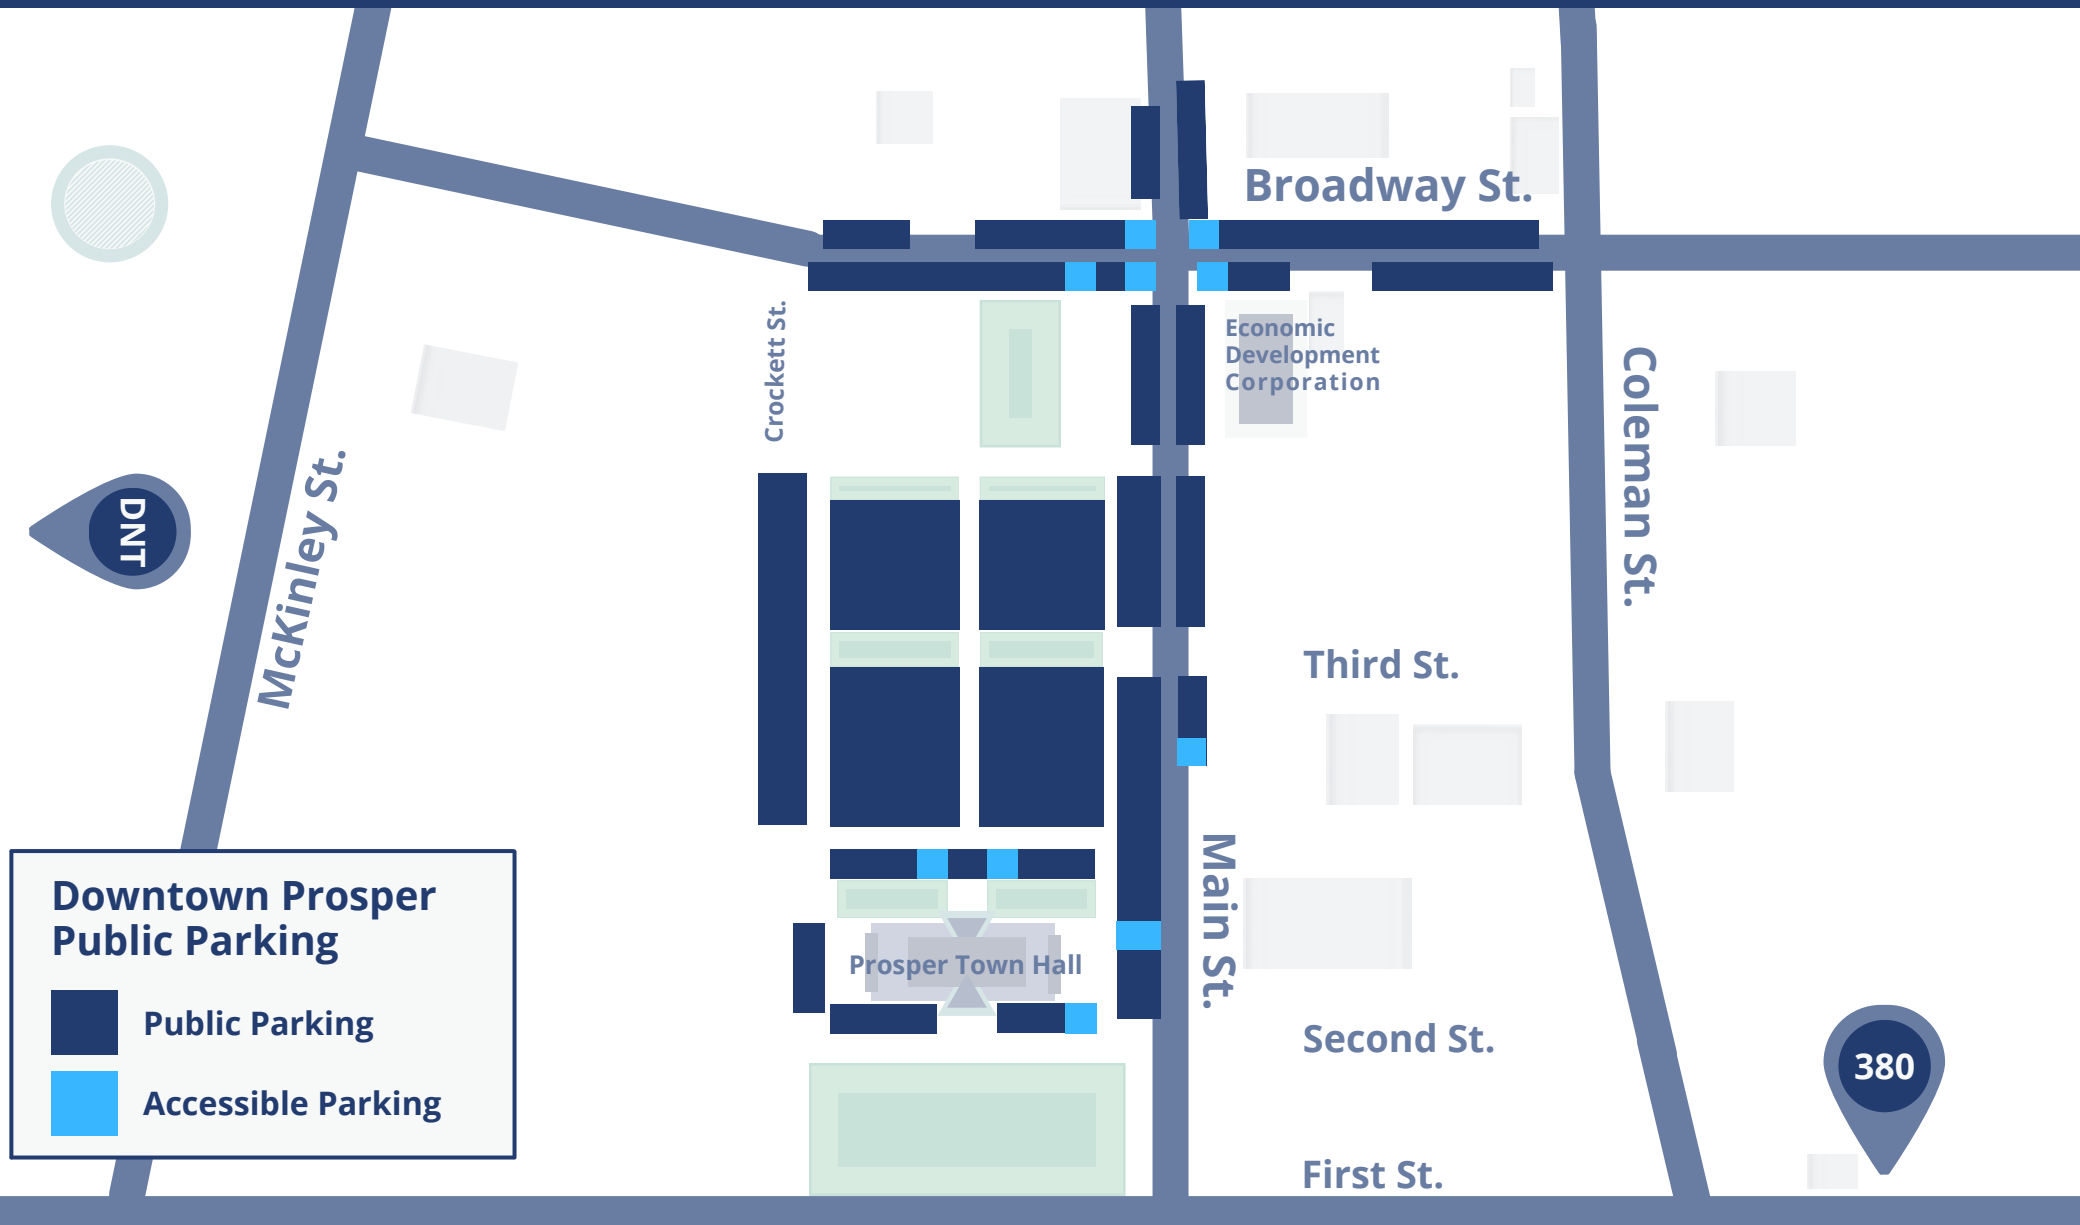 Broadway St.
Crockett St.
Economic
Development
Corporation
Coleman St.
McKinley St.
DNT
Third St.
Main St.
Downtown Prosper
Public Parking
Public Parking
Accessible Parking
Prosper Town Hall
Second St.
380
First St.